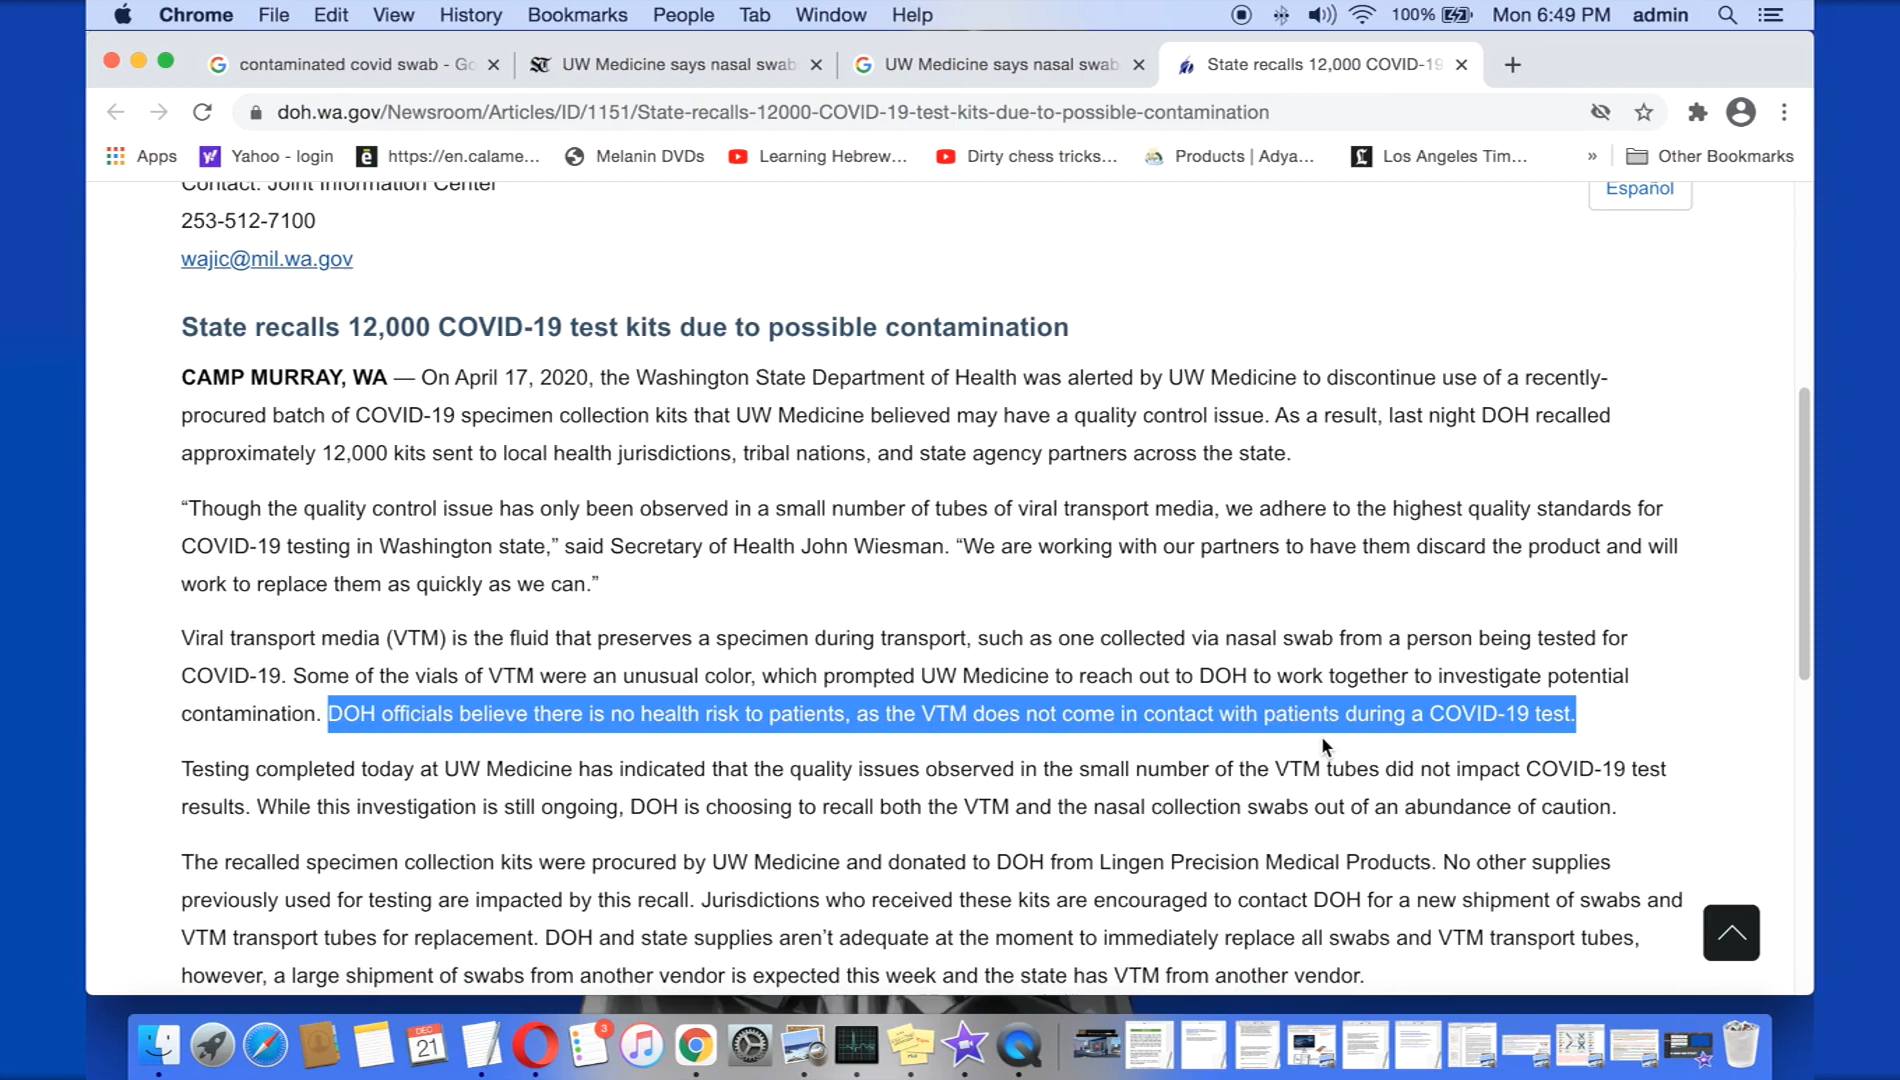 Chrome File Edit View History Bookmarks People Tab Window Help 100% Mon 6:49 PM admin
contaminated covid swab - Go
UW Medicine says nasal swab
UW Medicine says nasal swab
State recalls 12,000 COVID-19
doh.wa.gov/Newsroom/Articles/ID/1151/State-recalls-12000-COVID-19-test-kits-due-to-possible-contamination
Apps Yahoo - login https://en.calame... Melanin DVDs Learning Hebrew... Dirty chess tricks... Products | Adya... Los Angeles Tim... » Other Bookmarks
Contact: Joint Information Center
Español
253-512-7100
wajic@mil.wa.gov
State recalls 12,000 COVID-19 test kits due to possible contamination
CAMP MURRAY, WA — On April 17, 2020, the Washington State Department of Health was alerted by UW Medicine to discontinue use of a recently-
procured batch of COVID-19 specimen collection kits that UW Medicine believed may have a quality control issue. As a result, last night DOH recalled
approximately 12,000 kits sent to local health jurisdictions, tribal nations, and state agency partners across the state.
“Though the quality control issue has only been observed in a small number of tubes of viral transport media, we adhere to the highest quality standards for
COVID-19 testing in Washington state,” said Secretary of Health John Wiesman. “We are working with our partners to have them discard the product and will
work to replace them as quickly as we can.”
Viral transport media (VTM) is the fluid that preserves a specimen during transport, such as one collected via nasal swab from a person being tested for
COVID-19. Some of the vials of VTM were an unusual color, which prompted UW Medicine to reach out to DOH to work together to investigate potential
contamination. DOH officials believe there is no health risk to patients, as the VTM does not come in contact with patients during a COVID-19 test.
Testing completed today at UW Medicine has indicated that the quality issues observed in the small number of the VTM tubes did not impact COVID-19 test
results. While this investigation is still ongoing, DOH is choosing to recall both the VTM and the nasal collection swabs out of an abundance of caution.
The recalled specimen collection kits were procured by UW Medicine and donated to DOH from Lingen Precision Medical Products. No other supplies
previously used for testing are impacted by this recall. Jurisdictions who received these kits are encouraged to contact DOH for a new shipment of swabs and
VTM transport tubes for replacement. DOH and state supplies aren’t adequate at the moment to immediately replace all swabs and VTM transport tubes,
however, a large shipment of swabs from another vendor is expected this week and the state has VTM from another vendor.
DEC
21
3